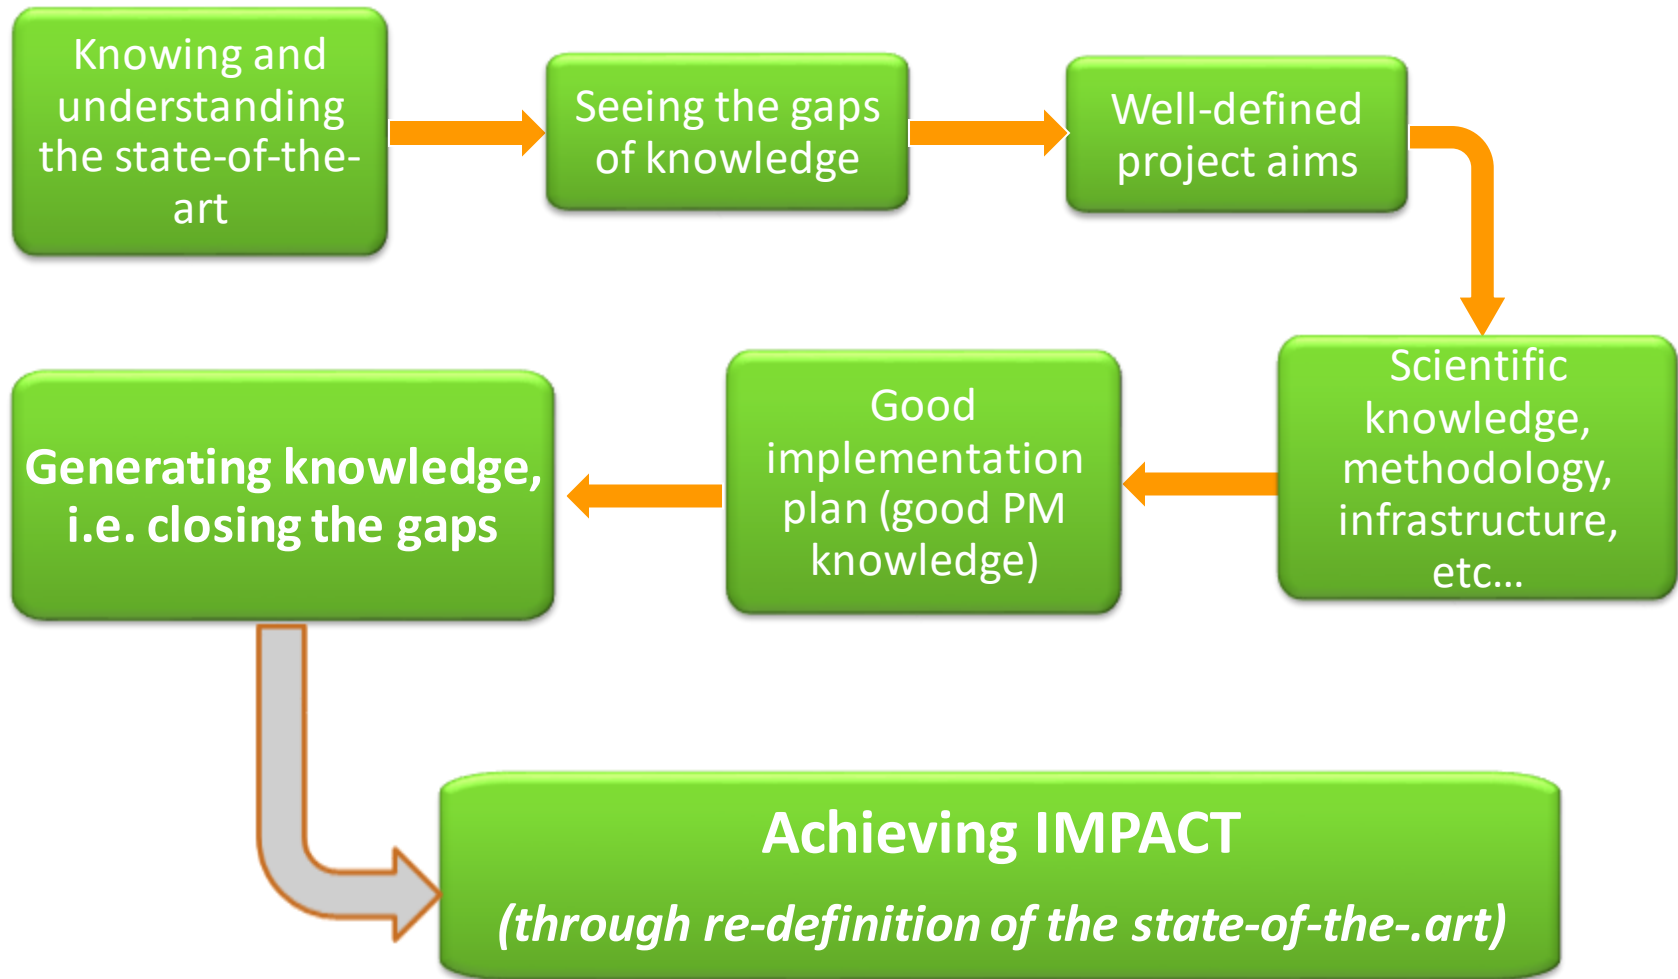 Knowing and
understanding
the state-of-the-
art
Seeing the gaps
of knowledge
Well-defined
project aims
Scientific
knowledge,
methodology,
infrastructure,
etc...
Good
implementation
plan (good PM
knowledge)
Generating knowledge,
i.e. closing the gaps
Achieving IMPACT
(through re-definition of the state-of-the-.art)